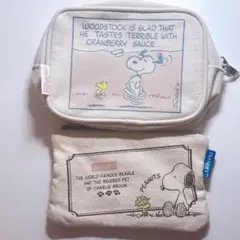 WOODSTOCK IS GLAD THAT
HE TASTES TERRIBLE WITH
CRANBERRY SAUCE
PEANUTS
THE WORLD-FAMOUS BEAGLE
AND THE REVERED PET
OF CHARLIE BROWN